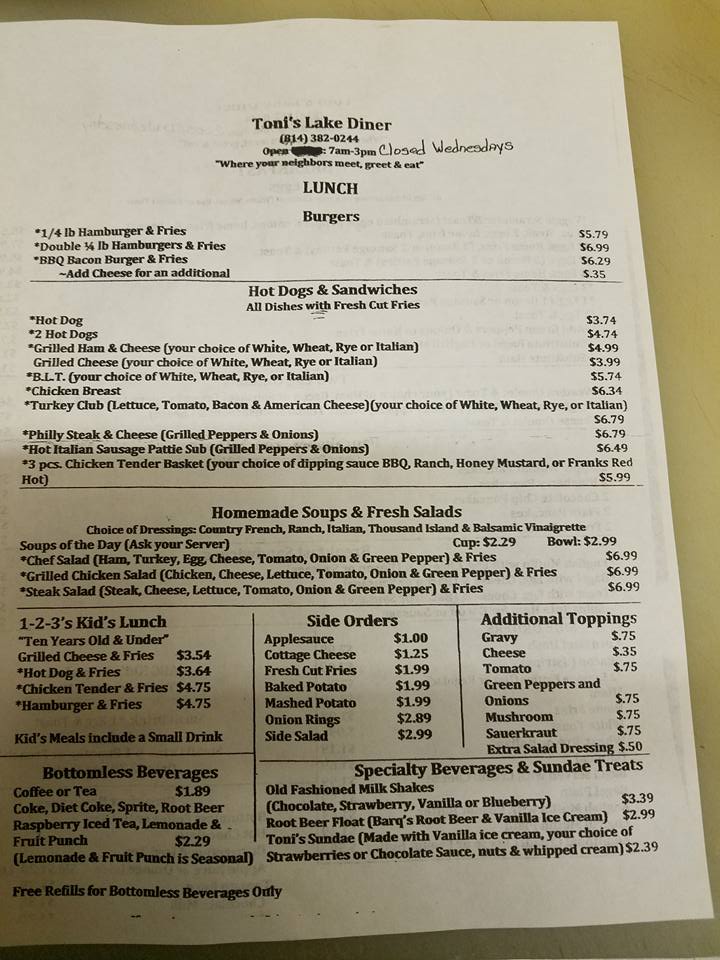 Toni's Lake Diner
(814) 382-0244
Open : 7am-3pm Closed Wednesdays
"Where your neighbors meet, greet & eat"
LUNCH
Burgers
*1/4 lb Hamburger & Fries $5.79
*Double ¼ lb Hamburgers & Fries $6.99
*BBQ Bacon Burger & Fries $6.29
~Add Cheese for an additional $.35
Hot Dogs & Sandwiches
All Dishes with Fresh Cut Fries
*Hot Dog $3.74
*2 Hot Dogs $4.74
*Grilled Ham & Cheese (your choice of White, Wheat, Rye or Italian) $4.99
Grilled Cheese (your choice of White, Wheat, Rye or Italian) $3.99
*B.L.T. (your choice of White, Wheat, Rye, or Italian) $5.74
*Chicken Breast $6.34
*Turkey Club (Lettuce, Tomato, Bacon & American Cheese)(your choice of White, Wheat, Rye, or Italian)
$6.79
*Philly Steak & Cheese (Grilled Peppers & Onions) $6.79
*Hot Italian Sausage Pattie Sub (Grilled Peppers & Onions) $6.49
*3 pcs. Chicken Tender Basket (your choice of dipping sauce BBQ, Ranch, Honey Mustard, or Franks Red
Hot) $5.99
Homemade Soups & Fresh Salads
Choice of Dressings: Country French, Ranch, Italian, Thousand Island & Balsamic Vinaigrette
Soups of the Day (Ask your Server) Cup: $2.29 Bowl: $2.99
*Chef Salad (Ham, Turkey, Egg, Cheese, Tomato, Onion & Green Pepper) & Fries $6.99
*Grilled Chicken Salad (Chicken, Cheese, Lettuce, Tomato, Onion & Green Pepper) & Fries $6.99
*Steak Salad (Steak, Cheese, Lettuce, Tomato, Onion & Green Pepper) & Fries $6.99
1-2-3's Kid's Lunch
"Ten Years Old & Under"
Grilled Cheese & Fries $3.54
*Hot Dog & Fries $3.64
*Chicken Tender & Fries $4.75
*Hamburger & Fries $4.75
Kid's Meals include a Small Drink
Side Orders
Applesauce $1.00
Cottage Cheese $1.25
Fresh Cut Fries $1.99
Baked Potato $1.99
Mashed Potato $1.99
Onion Rings $2.89
Side Salad $2.99
Additional Toppings
Gravy $.75
Cheese $.35
Tomato $.75
Green Peppers and
Onions $.75
Mushroom $.75
Sauerkraut $.75
Extra Salad Dressing $.50
Bottomless Beverages
Coffee or Tea $1.89
Coke, Diet Coke, Sprite, Root Beer
Raspberry Iced Tea, Lemonade &
Fruit Punch $2.29
(Lemonade & Fruit Punch is Seasonal)
Free Refills for Bottomless Beverages Only
Specialty Beverages & Sundae Treats
Old Fashioned Milk Shakes
(Chocolate, Strawberry, Vanilla or Blueberry) $3.39
Root Beer Float (Barq's Root Beer & Vanilla Ice Cream) $2.99
Toni's Sundae (Made with Vanilla ice cream, your choice of
Strawberries or Chocolate Sauce, nuts & whipped cream) $2.39